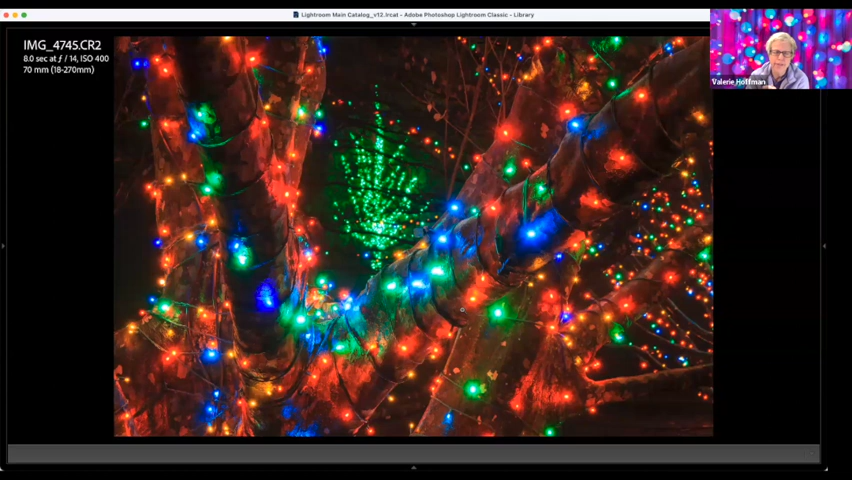 Lightroom Main Catalog_v12.lrcat - Adobe Photoshop Lightroom Classic - Library
IMG_4745.CR2
8.0 sec at ƒ / 14, ISO 400
70 mm (18-270mm)
Valerie Hoffman